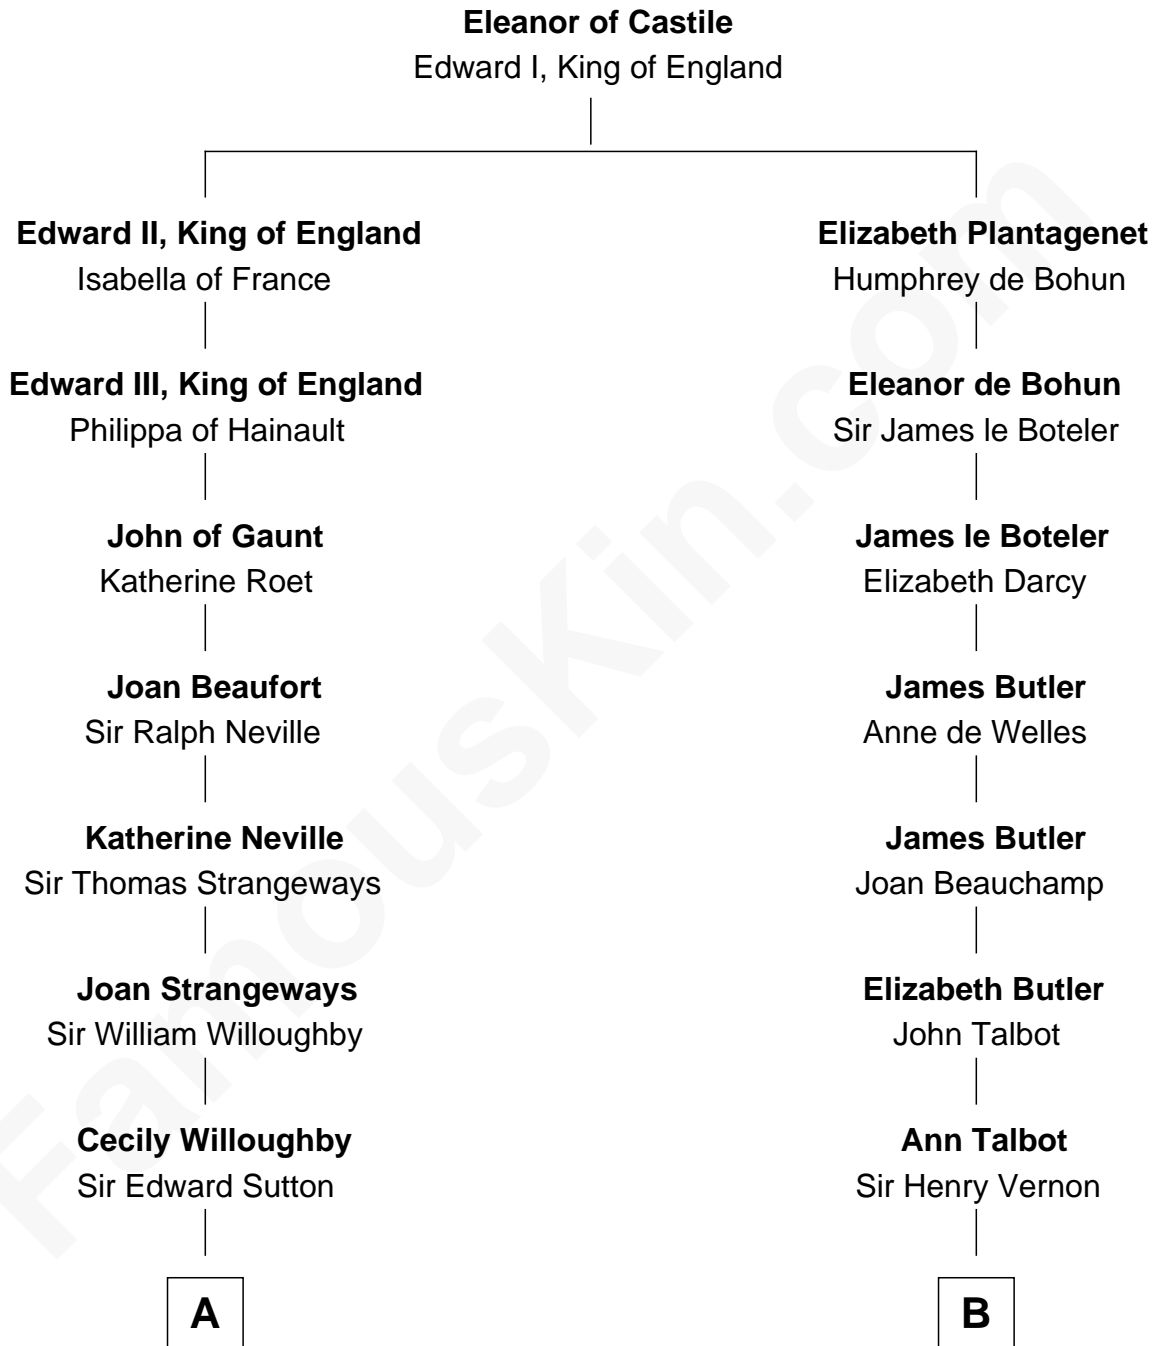 Eleanor of Castile
Edward I, King of England
Edward II, King of England
Isabella of France
Edward III, King of England
Philippa of Hainault
John of Gaunt
Katherine Roet
Joan Beaufort
Sir Ralph Neville
Katherine Neville
Sir Thomas Strangeways
Joan Strangeways
Sir William Willoughby
Cecily Willoughby
Sir Edward Sutton
A
Elizabeth Plantagenet
Humphrey de Bohun
Eleanor de Bohun
Sir James le Boteler
James le Boteler
Elizabeth Darcy
James Butler
Anne de Welles
James Butler
Joan Beauchamp
Elizabeth Butler
John Talbot
Ann Talbot
Sir Henry Vernon
B
FamousKin.com